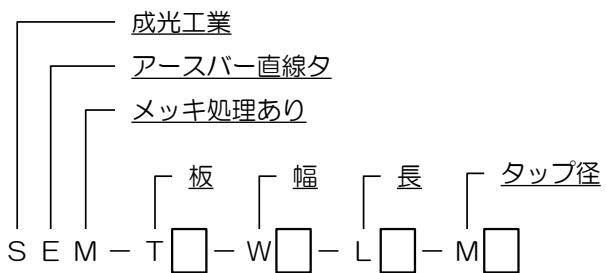 成光工業
アースバー直線タ
メッキ処理あり
板 幅 長 タップ径
SEM-T□-W□-L□-M□